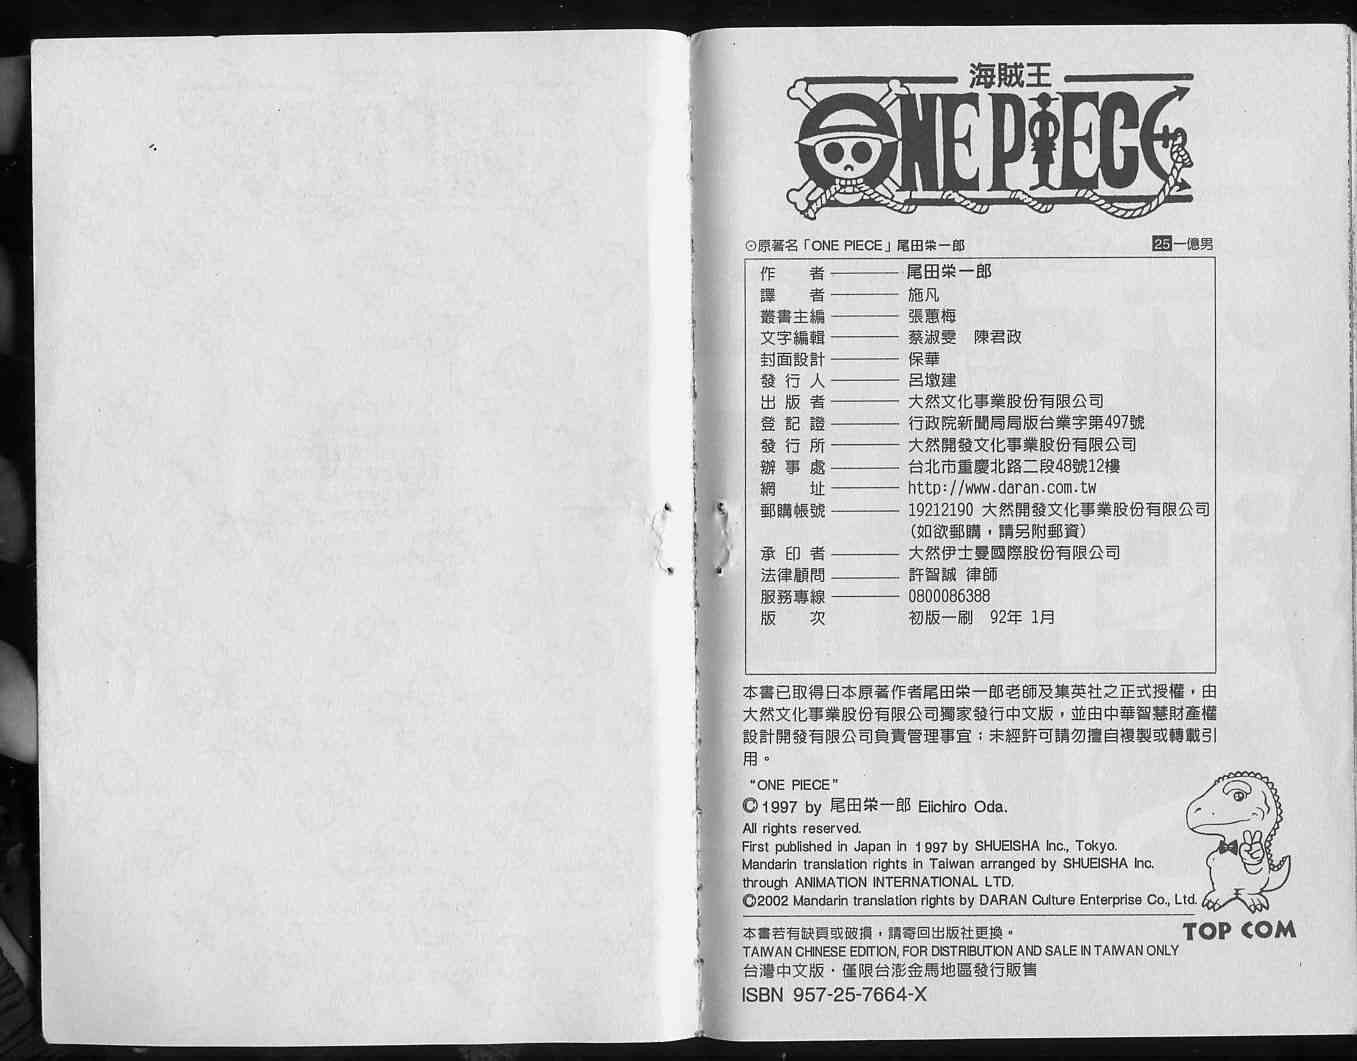 海賊王
ONE PIECE
⊙原著名「ONE PIECE」尾田栄一郎 25一億男
作 者 尾田栄一郎
譯 者 施凡
叢書主編 張蕙梅
文字編輯 蔡淑雯 陳君政
封面設計 保華
發 行 人 呂墩建
出 版 者 大然文化事業股份有限公司
登 記 證 行政院新聞局局版台業字第497號
發 行 所 大然開發文化事業股份有限公司
辦 事 處 台北市重慶北路二段48號12樓
網 址 http://www.daran.com.tw
郵購帳號 19212190 大然開發文化事業股份有限公司
(如欲郵購，請另附郵資)
承 印 者 大然伊士曼國際股份有限公司
法律顧問 許智誠 律師
服務專線 0800086388
版 次 初版一刷 92年 1月
本書已取得日本原著作者尾田栄一郎老師及集英社之正式授權，由
大然文化事業股份有限公司獨家發行中文版，並由中華智慧財產權
設計開發有限公司負責管理事宜；未經許可請勿擅自複製或轉載引
用。
“ONE PIECE”
©1997 by 尾田栄一郎 Eiichiro Oda.
All rights reserved.
First published in Japan in 1997 by SHUEISHA Inc., Tokyo.
Mandarin translation rights in Taiwan arranged by SHUEISHA Inc.
through ANIMATION INTERNATIONAL LTD.
©2002 Mandarin translation rights by DARAN Culture Enterprise Co., Ltd.
TOP COM
本書若有缺頁或破損，請寄回出版社更換。
TAIWAN CHINESE EDITION, FOR DISTRIBUTION AND SALE IN TAIWAN ONLY
台灣中文版・僅限台澎金馬地區發行販售
ISBN 957-25-7664-X